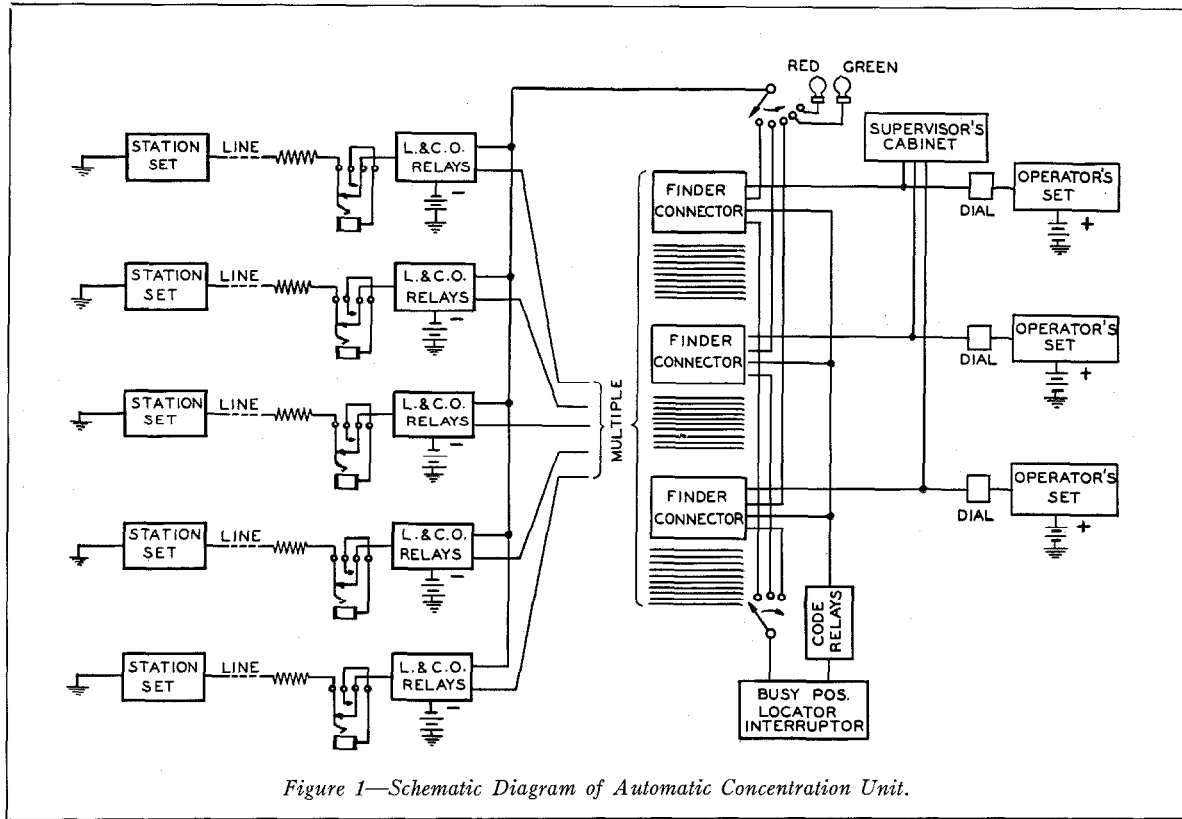 RED GREEN
SUPERVISOR'S
CABINET
STATION
SET
LINE
L.&C.O.
RELAYS
−
FINDER
CONNECTOR
DIAL
OPERATOR'S
SET
+
STATION
SET
LINE
L.&C.O.
RELAYS
−
FINDER
CONNECTOR
DIAL
OPERATOR'S
SET
+
STATION
SET
LINE
L.&C.O.
RELAYS
−
MULTIPLE
FINDER
CONNECTOR
DIAL
OPERATOR'S
SET
+
STATION
SET
LINE
L.&C.O.
RELAYS
−
CODE
RELAYS
STATION
SET
LINE
L.&C.O.
RELAYS
−
BUSY POS.
LOCATOR
INTERRUPTOR
Figure 1—Schematic Diagram of Automatic Concentration Unit.